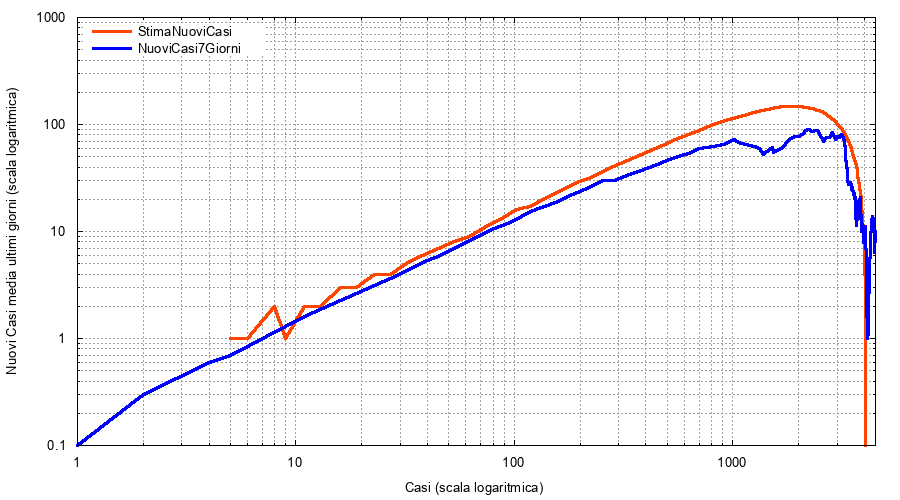 1000
StimaNuoviCasi
NuoviCasi7Giorni
100
10
1
0.1
1 10 100 1000
Nuovi Casi media ultimi giorni (scala logaritmica)
Casi (scala logaritmica)